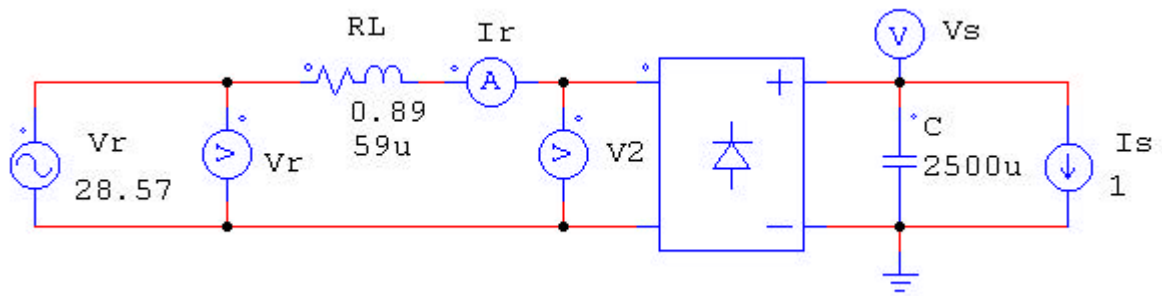 Vr
28.57
Vr
RL
0.89
59u
Ir
A
V
V2
V
+
−
V
Vs
C
2500u
Is
1